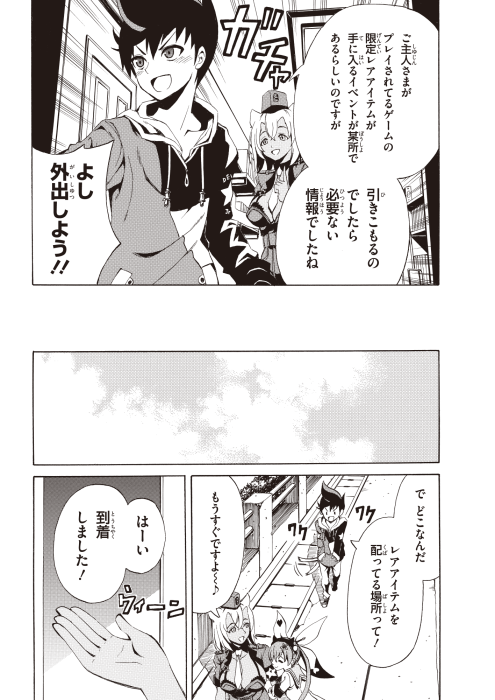 ご主人さまが
プレイされてるゲームの
限定レアアイテムが
手に入るイベントが某所で
あるらしいのですが
引きこもるの
でしたら
必要ない
情報でしたね
ガチャ
よし
外出しよう!!
で どこなんだ
レアアイテムを
配ってる場所って!
ワク
ワク
もうすぐですよ〜♪
はーい
到着
しました!
ウィーン